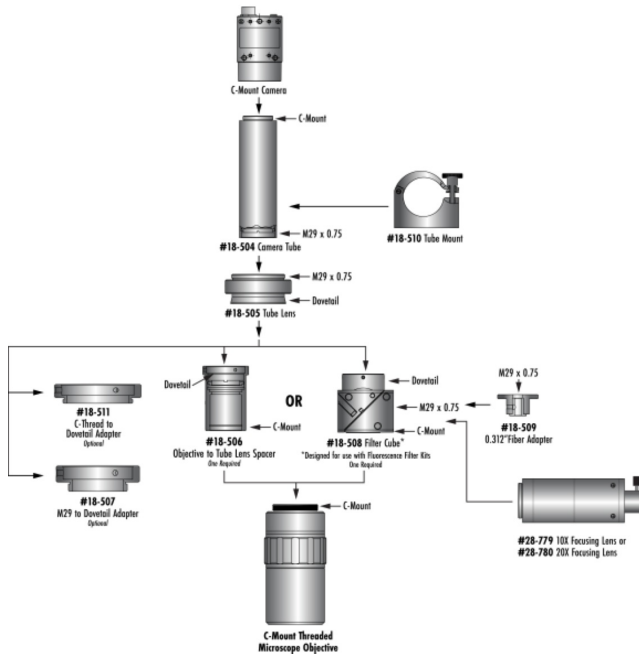 C-Mount Camera
C-Mount
M29 x 0.75
#18-504 Camera Tube
#18-510 Tube Mount
M29 x 0.75
Dovetail
#18-505 Tube Lens
Dovetail
C-Mount
#18-506
Objective to Tube Lens Spacer
One Required
OR
Dovetail
M29 x 0.75
C-Mount
#18-508 Filter Cube*
*Designed for use with Fluorescence Filter Kits
One Required
M29 x 0.75
#18-509
0.312"Fiber Adapter
#18-511
C-Thread to
Dovetail Adapter
Optional
#18-507
M29 to Dovetail Adapter
Optional
C-Mount
#28-779 10X Focusing Lens or
#28-780 20X Focusing Lens
C-Mount Threaded
Microscope Objective